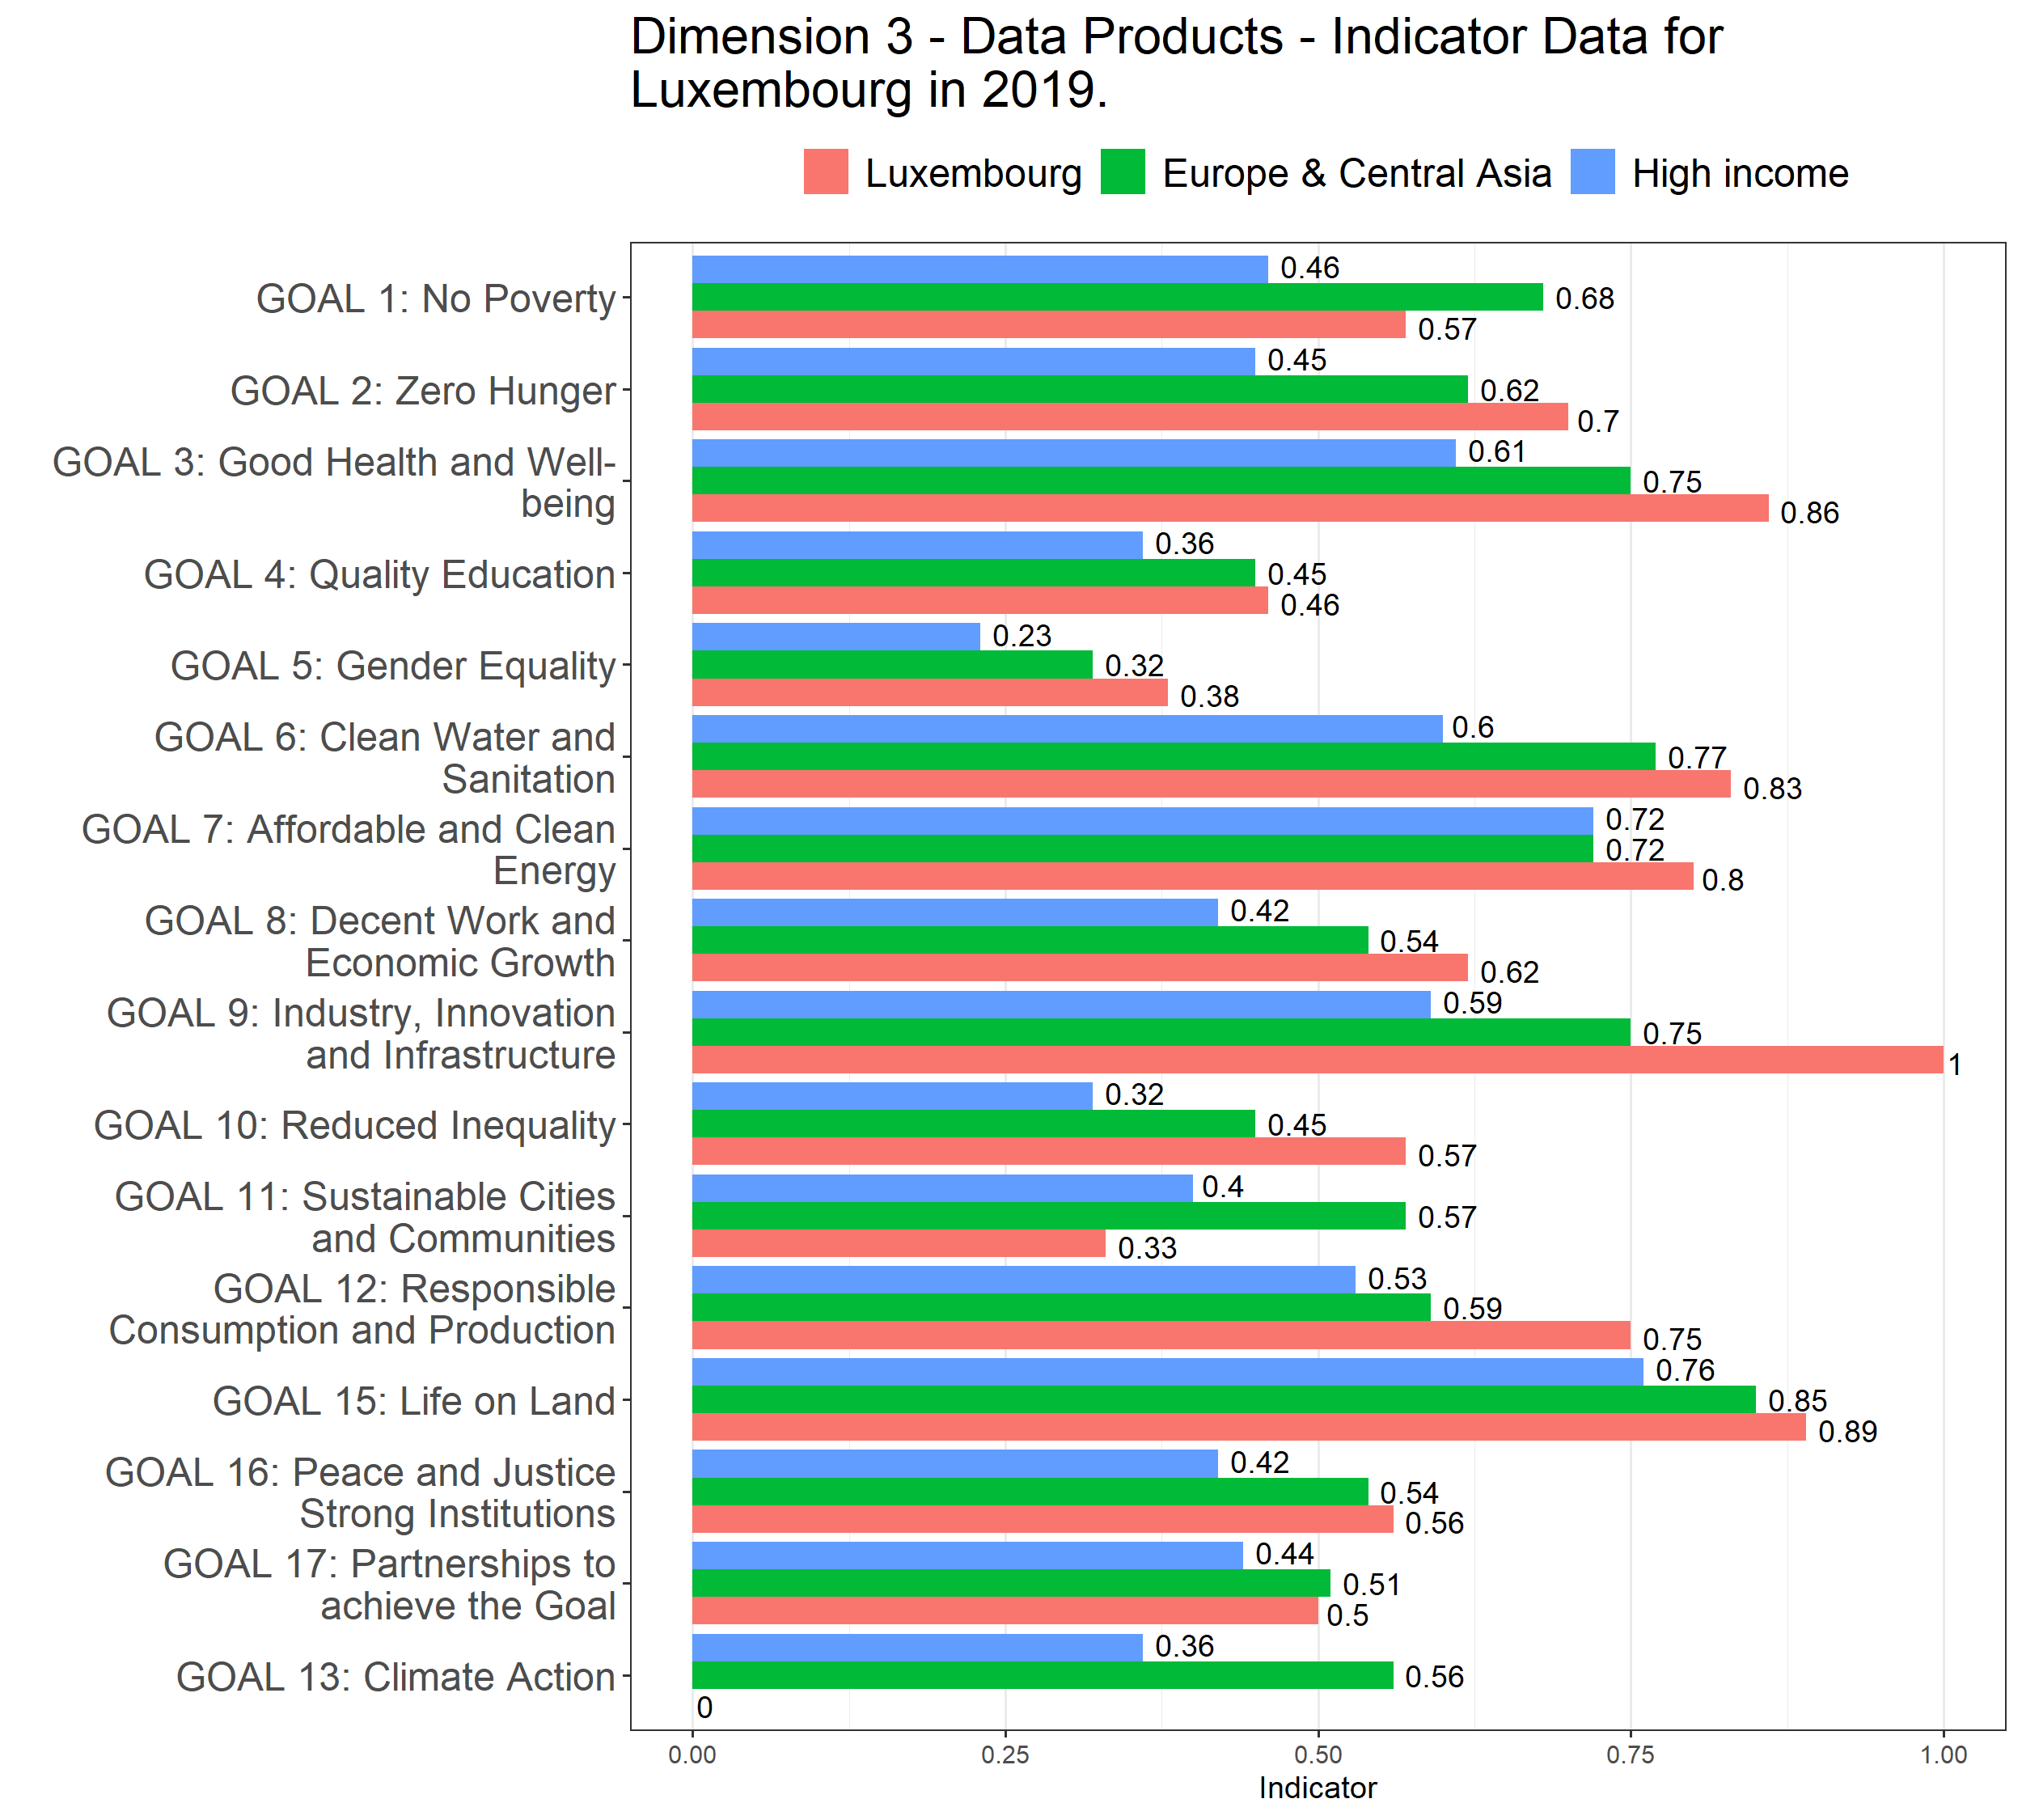 Dimension 3 - Data Products - Indicator Data for
Luxembourg in 2019.
Luxembourg
Europe & Central Asia
High income
GOAL 1: No Poverty
0.46
0.68
0.57
GOAL 2: Zero Hunger
0.45
0.62
0.7
GOAL 3: Good Health and Well-
being
0.61
0.75
0.86
GOAL 4: Quality Education
0.36
0.45
0.46
GOAL 5: Gender Equality
0.23
0.32
0.38
GOAL 6: Clean Water and
Sanitation
0.6
0.77
0.83
GOAL 7: Affordable and Clean
Energy
0.72
0.72
0.8
GOAL 8: Decent Work and
Economic Growth
0.42
0.54
0.62
GOAL 9: Industry, Innovation
and Infrastructure
0.59
0.75
1
GOAL 10: Reduced Inequality
0.32
0.45
0.57
GOAL 11: Sustainable Cities
and Communities
0.4
0.57
0.33
GOAL 12: Responsible
Consumption and Production
0.53
0.59
0.75
GOAL 15: Life on Land
0.76
0.85
0.89
GOAL 16: Peace and Justice
Strong Institutions
0.42
0.54
0.56
GOAL 17: Partnerships to
achieve the Goal
0.44
0.51
0.5
GOAL 13: Climate Action
0.36
0.56
0
0.00
0.25
0.50
0.75
1.00
Indicator